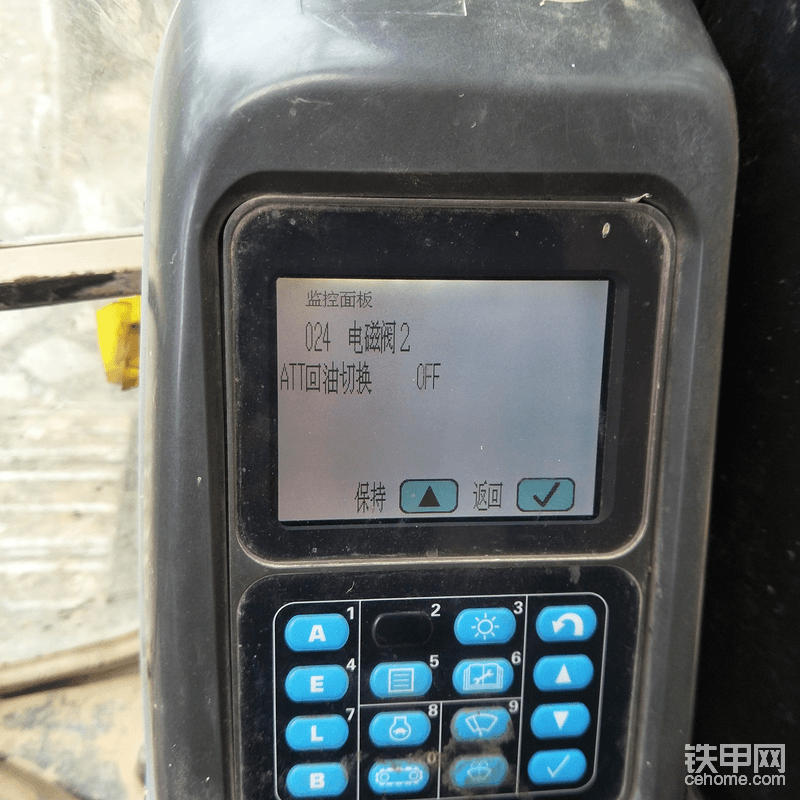 监控面板
024 电磁阀2
ATT回油切换 OFF
保持 ▲ 返回 ✓
A 1 2 3
E 4 5 6
L 7 8 9
B 0
铁甲网
cehome.com